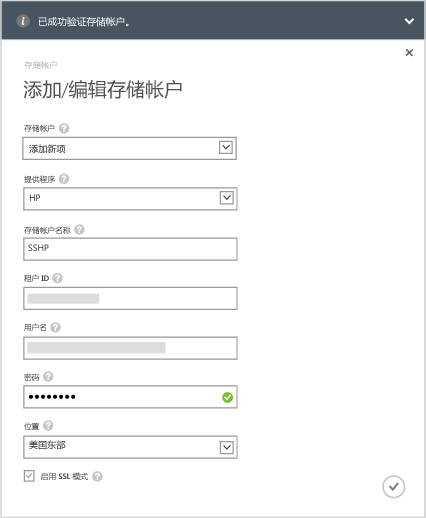 已成功验证存储帐户。
存储帐户
添加/编辑存储帐户
存储帐户
添加新项
提供程序
HP
存储帐户名称
SSHP
租户 ID
用户名
密码
位置
美国东部
启用 SSL 模式